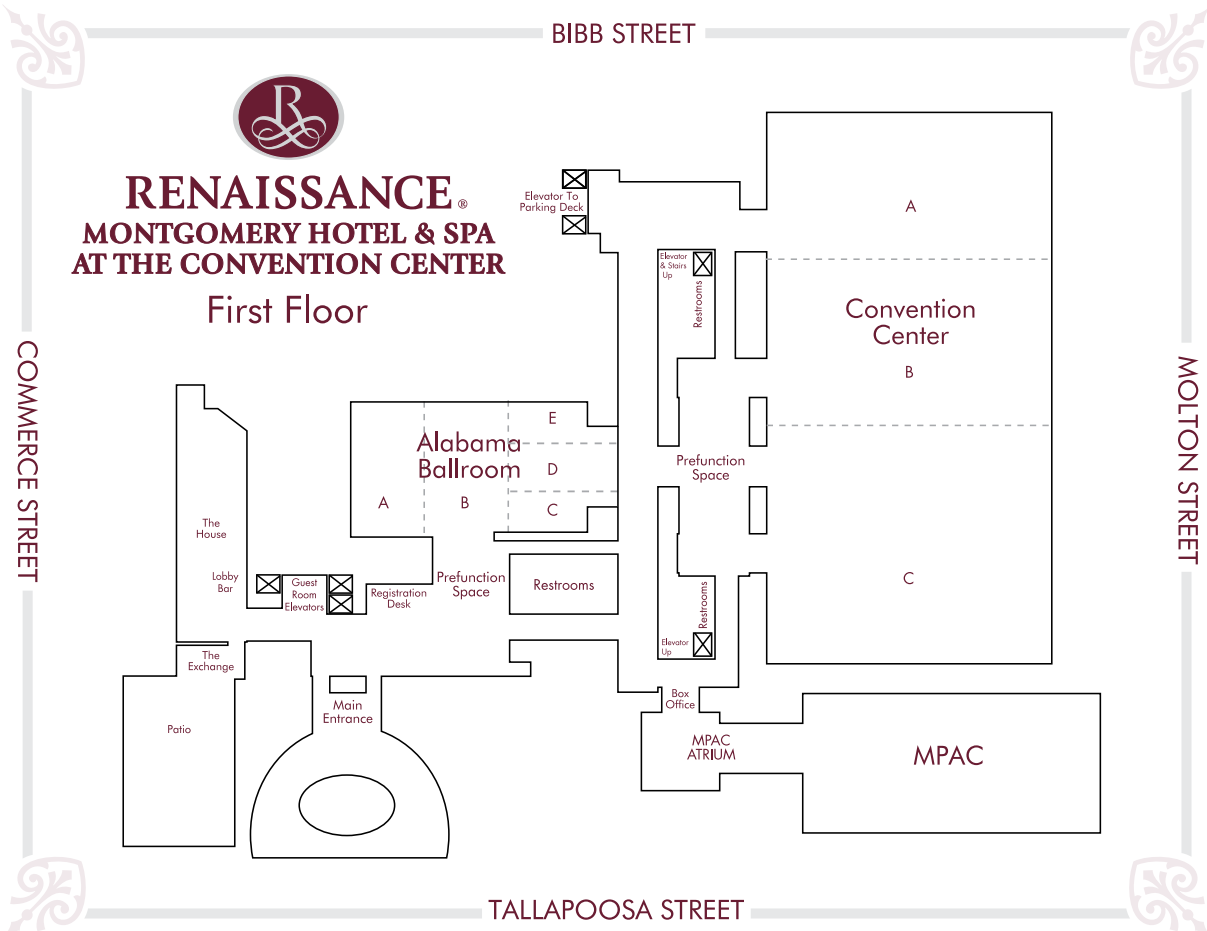 BIBB STREET
R
RENAISSANCE®
MONTGOMERY HOTEL & SPA
AT THE CONVENTION CENTER
First Floor
COMMERCE STREET
MOLTON STREET
Elevator To
Parking Deck
A
Elevator
& Stairs
Up
Restrooms
Convention
Center
B
E
Alabama
Ballroom
D
A
B
C
Prefunction
Space
The
House
Lobby
Bar
Guest
Room
Elevators
Registration
Desk
Prefunction
Space
Restrooms
Restrooms
C
Elevator
Up
The
Exchange
Main
Entrance
Box
Office
Patio
MPAC
ATRIUM
MPAC
TALLAPOOSA STREET